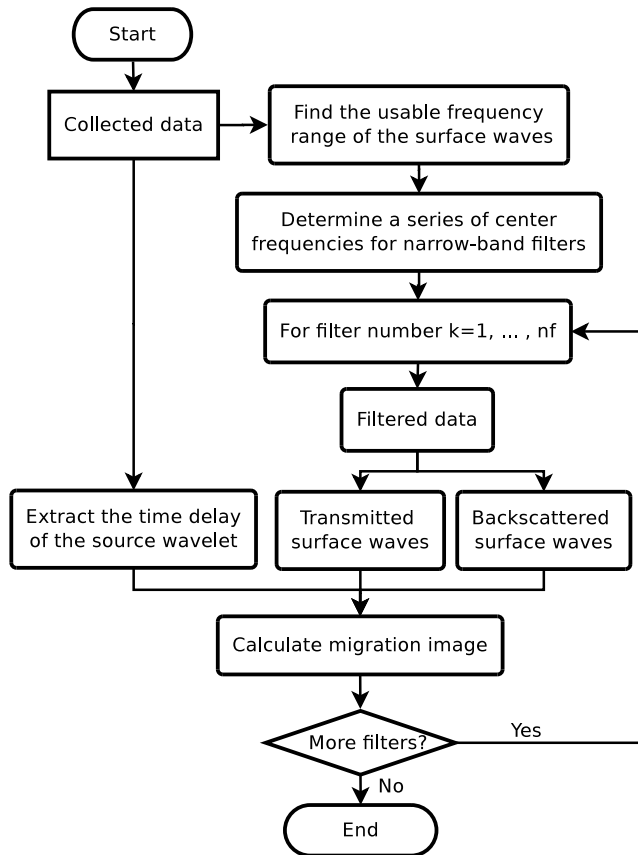 Start
Collected data
Find the usable frequency
range of the surface waves
Determine a series of center
frequencies for narrow-band filters
For filter number k=1, ... , nf
Filtered data
Extract the time delay
of the source wavelet
Transmitted
surface waves
Backscattered
surface waves
Calculate migration image
More filters?
Yes
No
End